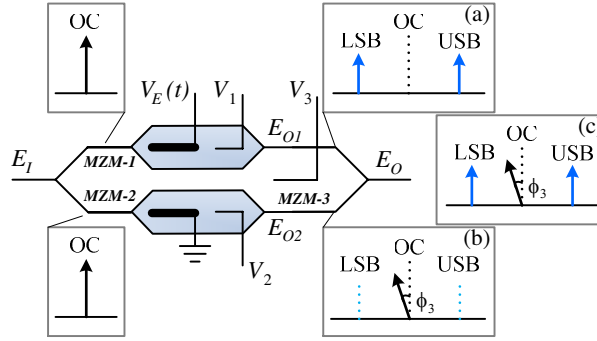 OC
V_E(t)
V_1
(a)
LSB
OC
USB
V_3
E_I
MZM-1
E_O1
MZM-2
MZM-3
E_O2
E_O
V_2
(c)
LSB
OC
USB
ϕ_3
OC
(b)
LSB
OC
USB
ϕ_3